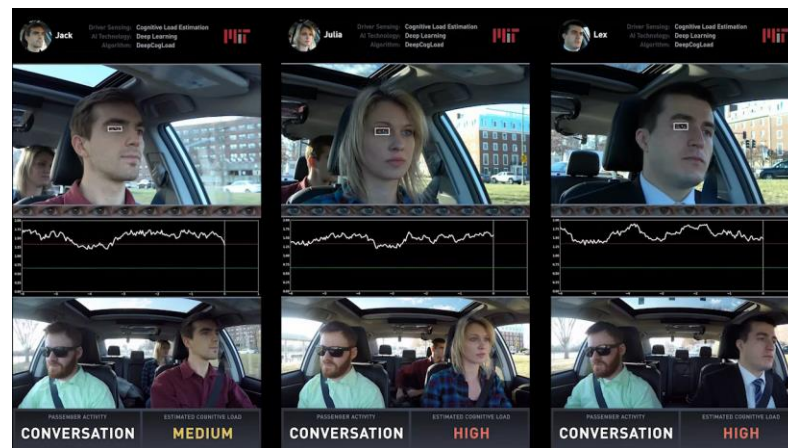 Jack
Driver Sensing: Cognitive Load Estimation
AI Technology: Deep Learning
Algorithm: DeepCogLoad
MIT
PASSENGER ACTIVITY
CONVERSATION
ESTIMATED COGNITIVE LOAD
MEDIUM
Julia
Driver Sensing: Cognitive Load Estimation
AI Technology: Deep Learning
Algorithm: DeepCogLoad
MIT
PASSENGER ACTIVITY
CONVERSATION
ESTIMATED COGNITIVE LOAD
HIGH
Lex
Driver Sensing: Cognitive Load Estimation
AI Technology: Deep Learning
Algorithm: DeepCogLoad
MIT
PASSENGER ACTIVITY
CONVERSATION
ESTIMATED COGNITIVE LOAD
HIGH